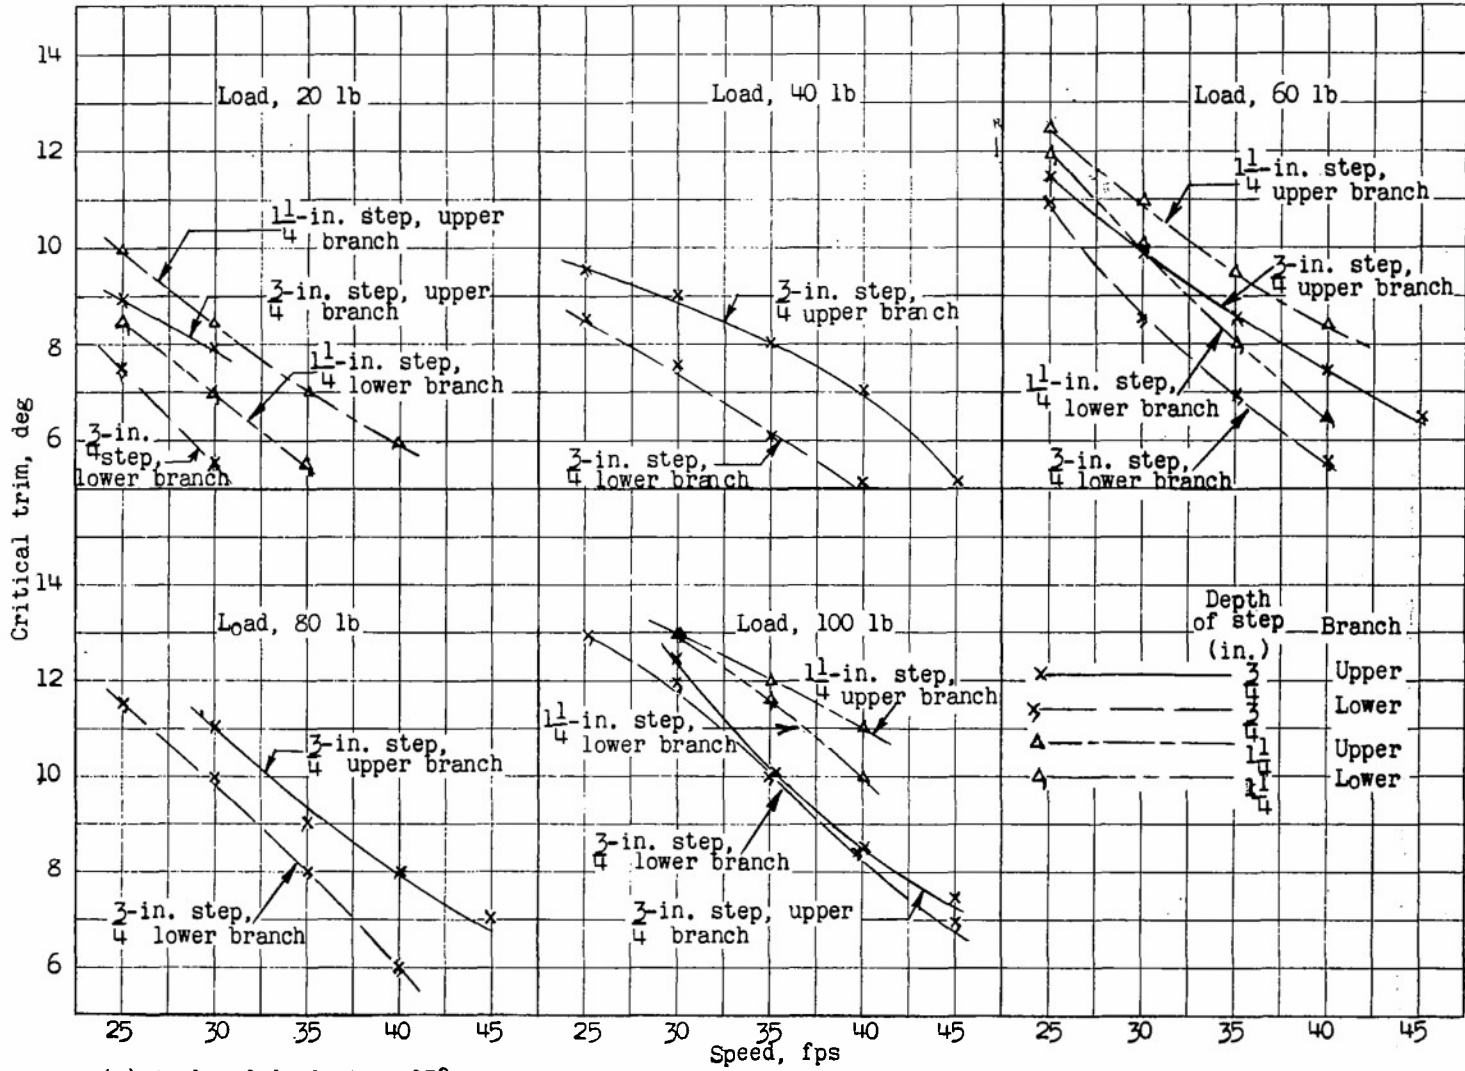 14
12
10
8
6
Load, 20 lb
1 1/4-in. step, upper
branch
3/4-in. step, upper
branch
1 1/4-in. step,
lower branch
3/4-in.
step,
lower branch
Load, 40 lb
3/4-in. step,
upper branch
3/4-in. step,
lower branch
Load, 60 lb
1 1/4-in. step,
upper branch
3/4-in. step,
upper branch
1 1/4-in. step,
lower branch
3/4-in. step,
lower branch
Critical trim, deg
14
12
10
8
6
Load, 80 lb
3/4-in. step,
upper branch
3/4-in. step,
lower branch
Load, 100 lb
1 1/4-in. step,
upper branch
1 1/4-in. step,
lower branch
3/4-in. step,
lower branch
3/4-in. step, upper
branch
Depth
of step Branch
(in.)
3/4 Upper
3/4 Lower
1 1/4 Upper
1 1/4 Lower
25 30 35 40 45 25 30 35 40 45 25 30 35 40 45
Speed, fps